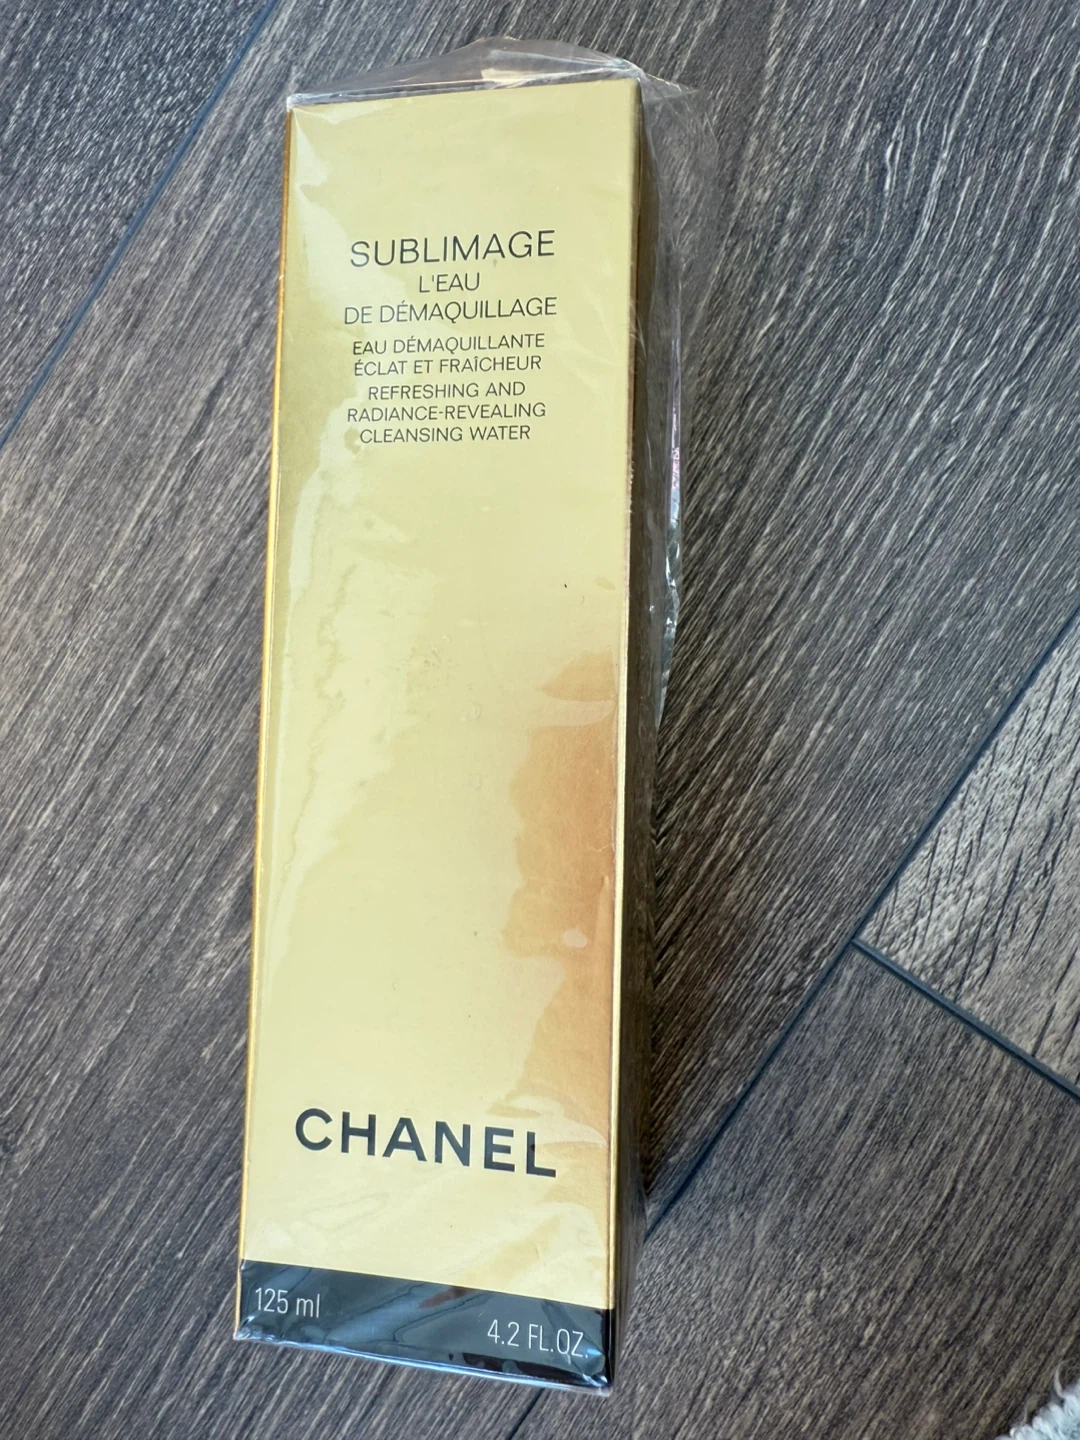 SUBLIMAGE
L'EAU
DE DÉMAQUILLAGE
EAU DÉMAQUILLANTE
ÉCLAT ET FRAÎCHEUR
REFRESHING AND
RADIANCE-REVEALING
CLEANSING WATER
CHANEL
125 ml
4.2 FL.OZ.